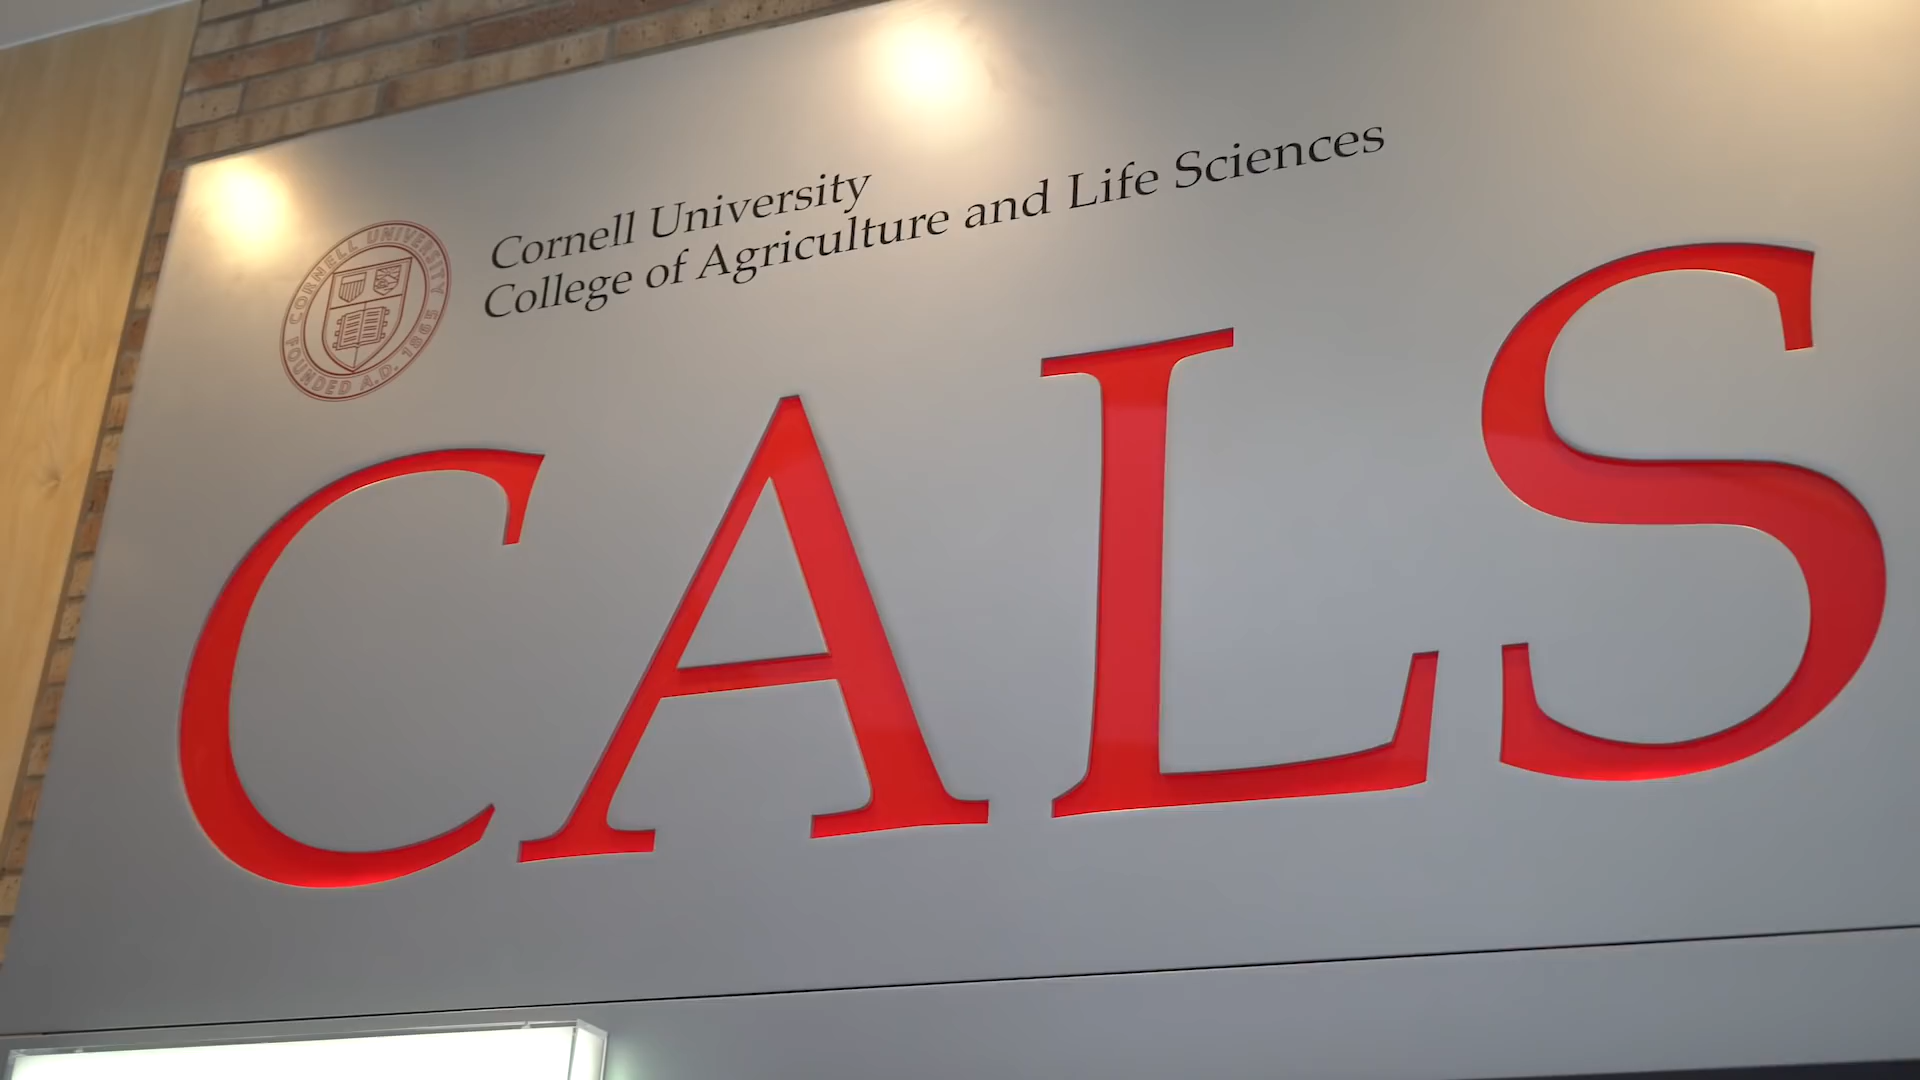 CORNELL UNIVERSITY
FOUNDED A.D. 1865
Cornell University
College of Agriculture and Life Sciences
CALS